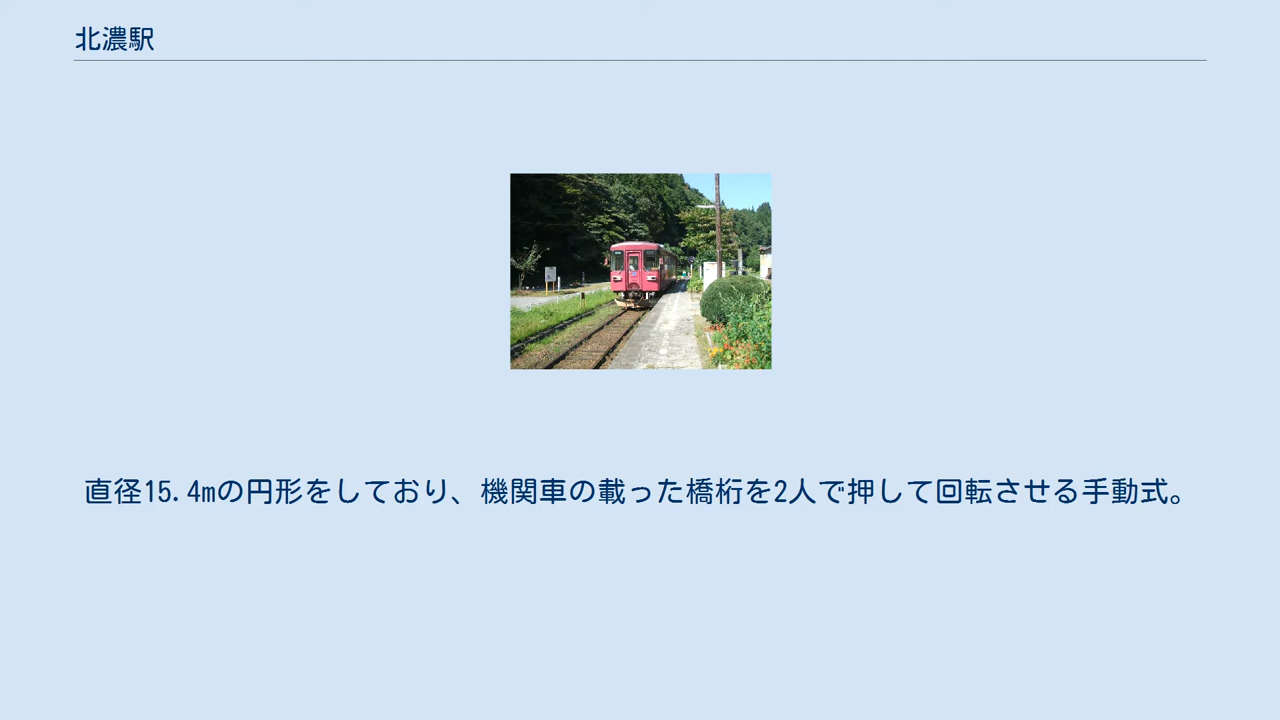 北濃駅
直径15.4mの円形をしており、機関車の載った橋桁を2人で押して回転させる手動式。